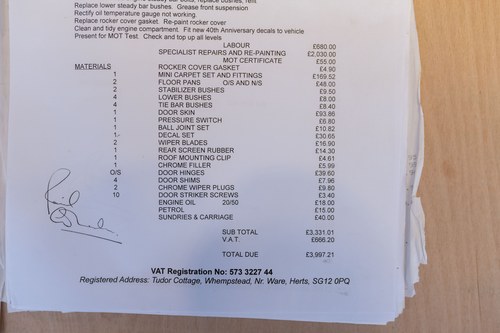 Replace lower steady bar bushes. Grease front suspension
Rectify oil temperature gauge not working.
Replace rocker cover gasket. Re-paint rocker cover
Clean and tidy engine compartment. Fit new 40th Anniversary decals to vehicle
Present for MOT Test. Check and top up all levels
LABOUR £680.00
SPECIALIST REPAIRS AND RE-PAINTING £2,030.00
MOT CERTIFICATE £55.00
MATERIALS ROCKER COVER GASKET £4.90
1 MINI CARPET SET AND FITTINGS £169.52
2 FLOOR PANS O/S AND N/S £48.00
2 STABILIZER BUSHES £9.50
4 LOWER BUSHES £8.00
4 TIE BAR BUSHES £8.40
1 DOOR SKIN £93.86
1 PRESSURE SWITCH £6.80
1 BALL JOINT SET £10.82
1- DECAL SET £30.65
2 WIPER BLADES £16.90
1 REAR SCREEN RUBBER £14.30
1 ROOF MOUNTING CLIP £4.61
1 CHROME FILLER £5.99
O/S DOOR HINGES £39.60
4 DOOR SHIMS £7.96
2 CHROME WIPER PLUGS £9.80
10 DOOR STRIKER SCREWS £3.40
ENGINE OIL 20/50 £18.00
PETROL £15.00
SUNDRIES & CARRIAGE £40.00
SUB TOTAL £3,331.01
V.A.T. £666.20
TOTAL DUE £3,997.21
VAT Registration No: 573 3227 44
Registered Address: Tudor Cottage, Whempstead, Nr. Ware, Herts, SG12 0PQ